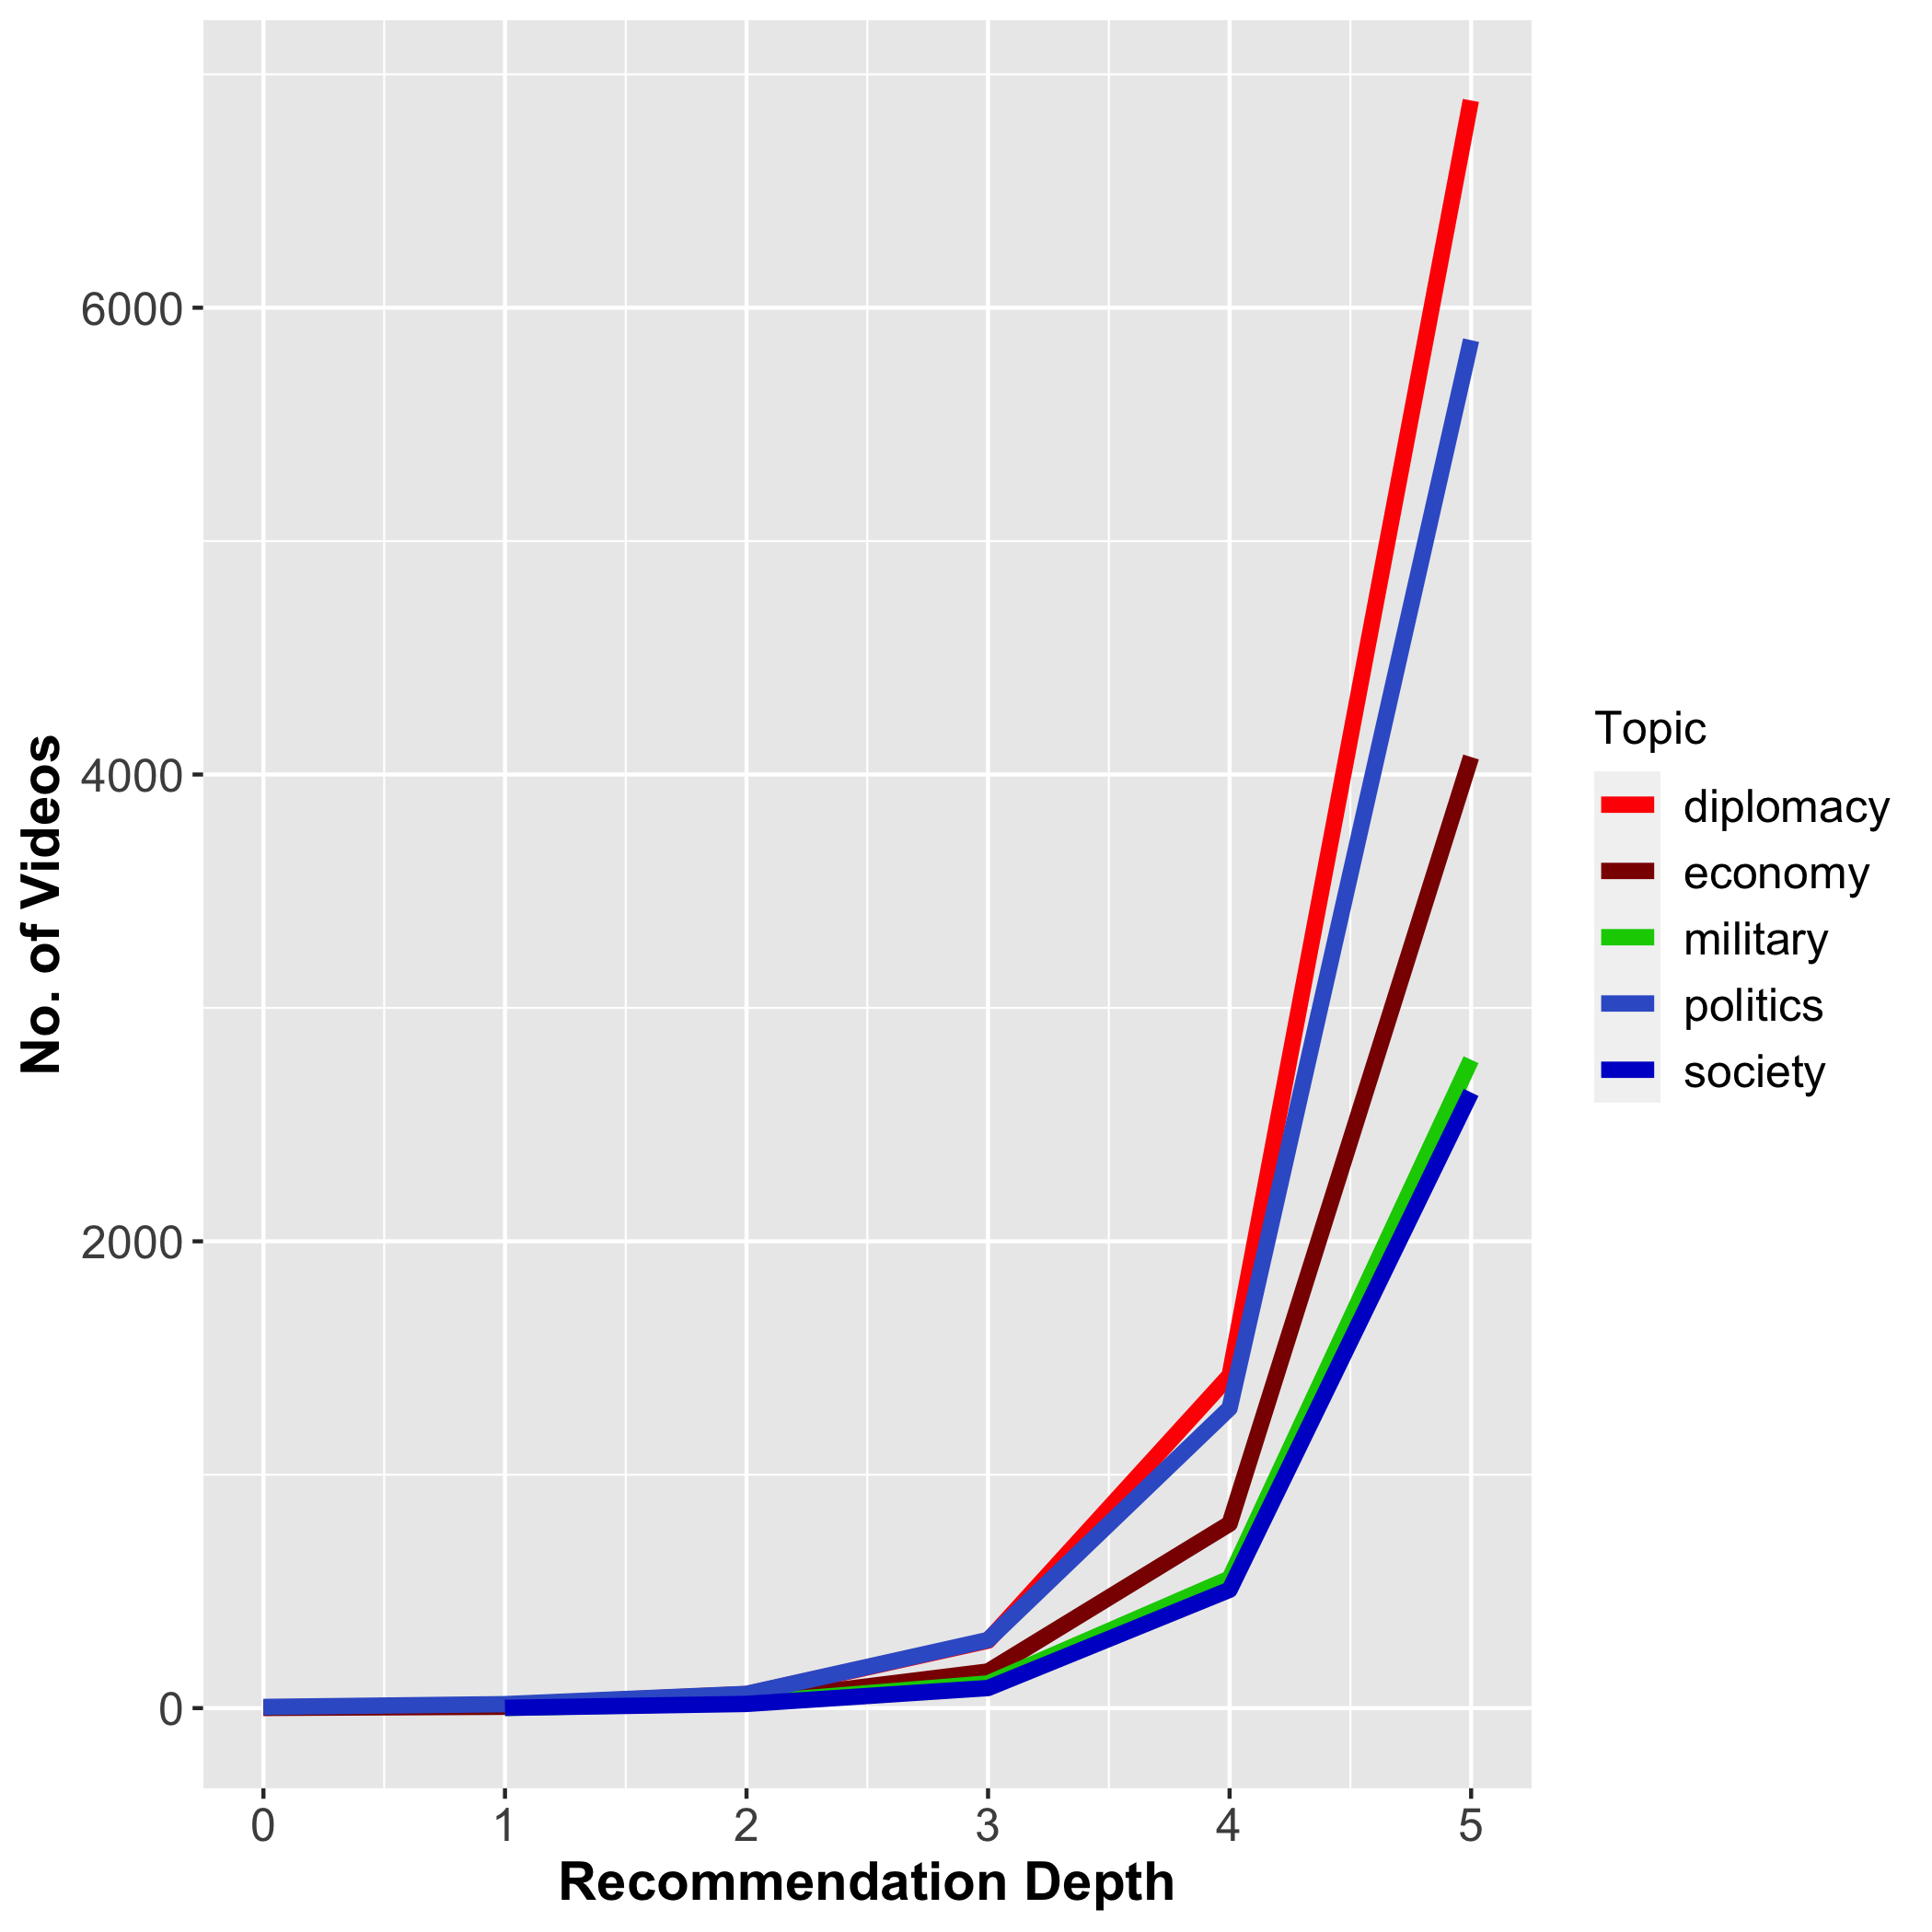 6000
4000
2000
0
No. of Videos
0 1 2 3 4 5
Recommendation Depth
Topic
diplomacy
economy
military
politics
society